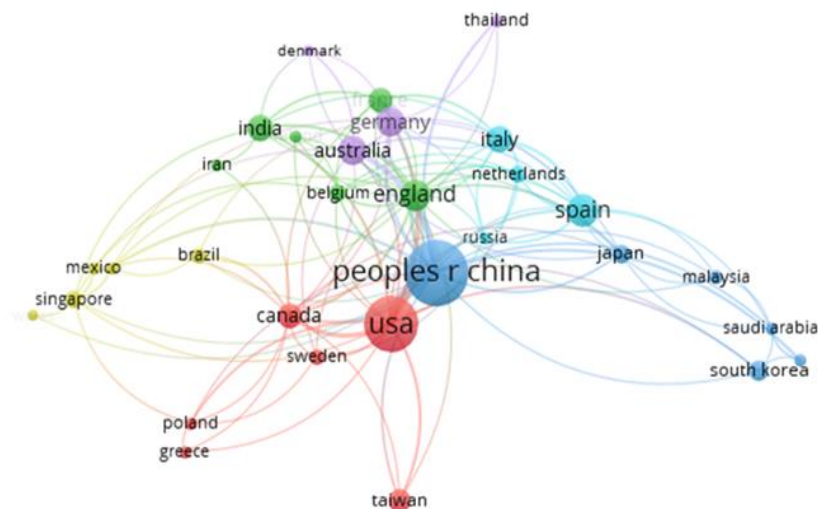 thailand
denmark
france
germany
india
italy
australia
iran
netherlands
belgium
england
spain
russia
brazil
japan
mexico
peoples r china
malaysia
singapore
canada
usa
saudi arabia
sweden
south korea
poland
greece
taiwan